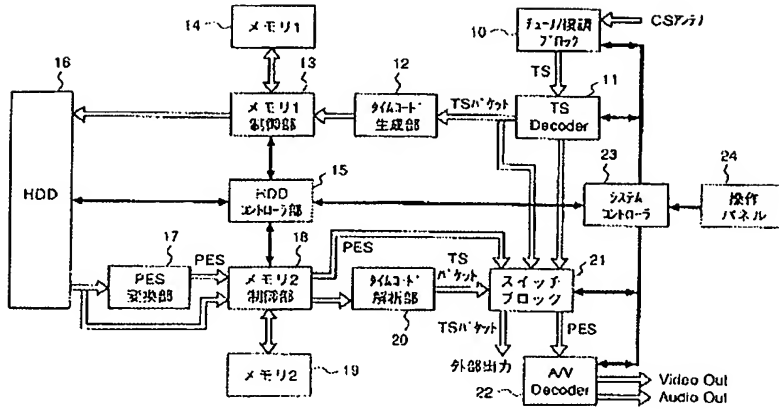 14
メモリ1
10
チューナ/復調
ブロック
CSアンテナ
16
13
12
TS
11
メモリ1
制御部
タイムコード
生成部
TSパケット
TS
Decoder
23
24
HDD
15
HDD
コントローラ部
システム
コントローラ
操作
パネル
17
PES
18
PES
TS
パケット
21
PES
変換部
メモリ2
制御部
タイムコード
解析部
スイッチ
ブロック
20
TSパケット
PES
メモリ2
19
外部出力
22
A/V
Decoder
Video Out
Audio Out